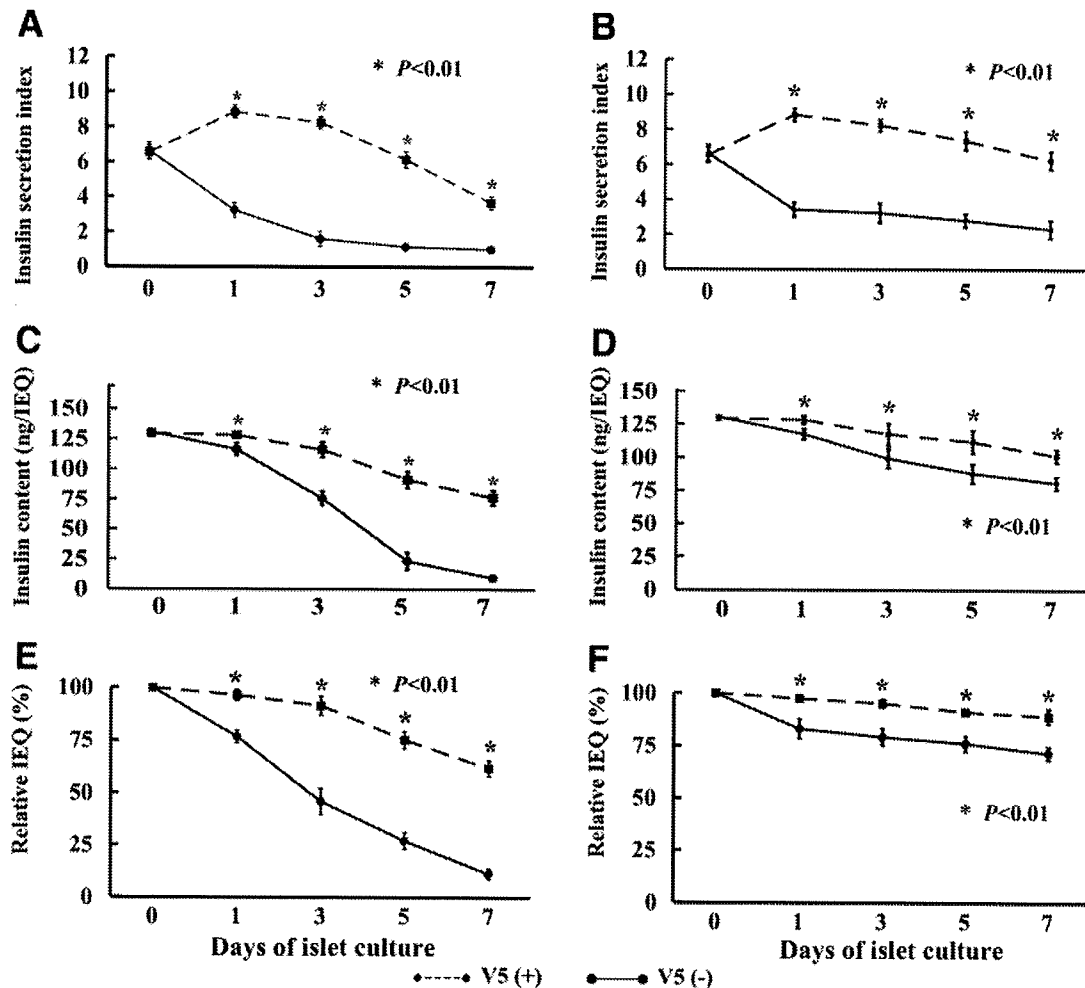 A
Insulin secretion index
12
10
8
6
4
2
0
* P<0.01
* * * *
0 1 3 5 7
B
Insulin secretion index
12
10
8
6
4
2
0
* P<0.01
* * * *
0 1 3 5 7
C
Insulin content (ng/IEQ)
150
125
100
75
50
25
0
* P<0.01
* * * *
0 1 3 5 7
D
Insulin content (ng/IEQ)
150
125
100
75
50
25
0
* * * *
* P<0.01
0 1 3 5 7
E
Relative IEQ (%)
100
75
50
25
0
* P<0.01
* * * *
0 1 3 5 7
Days of islet culture
F
Relative IEQ (%)
100
75
50
25
0
* * * *
* P<0.01
0 1 3 5 7
Days of islet culture
V5 (+) V5 (-)